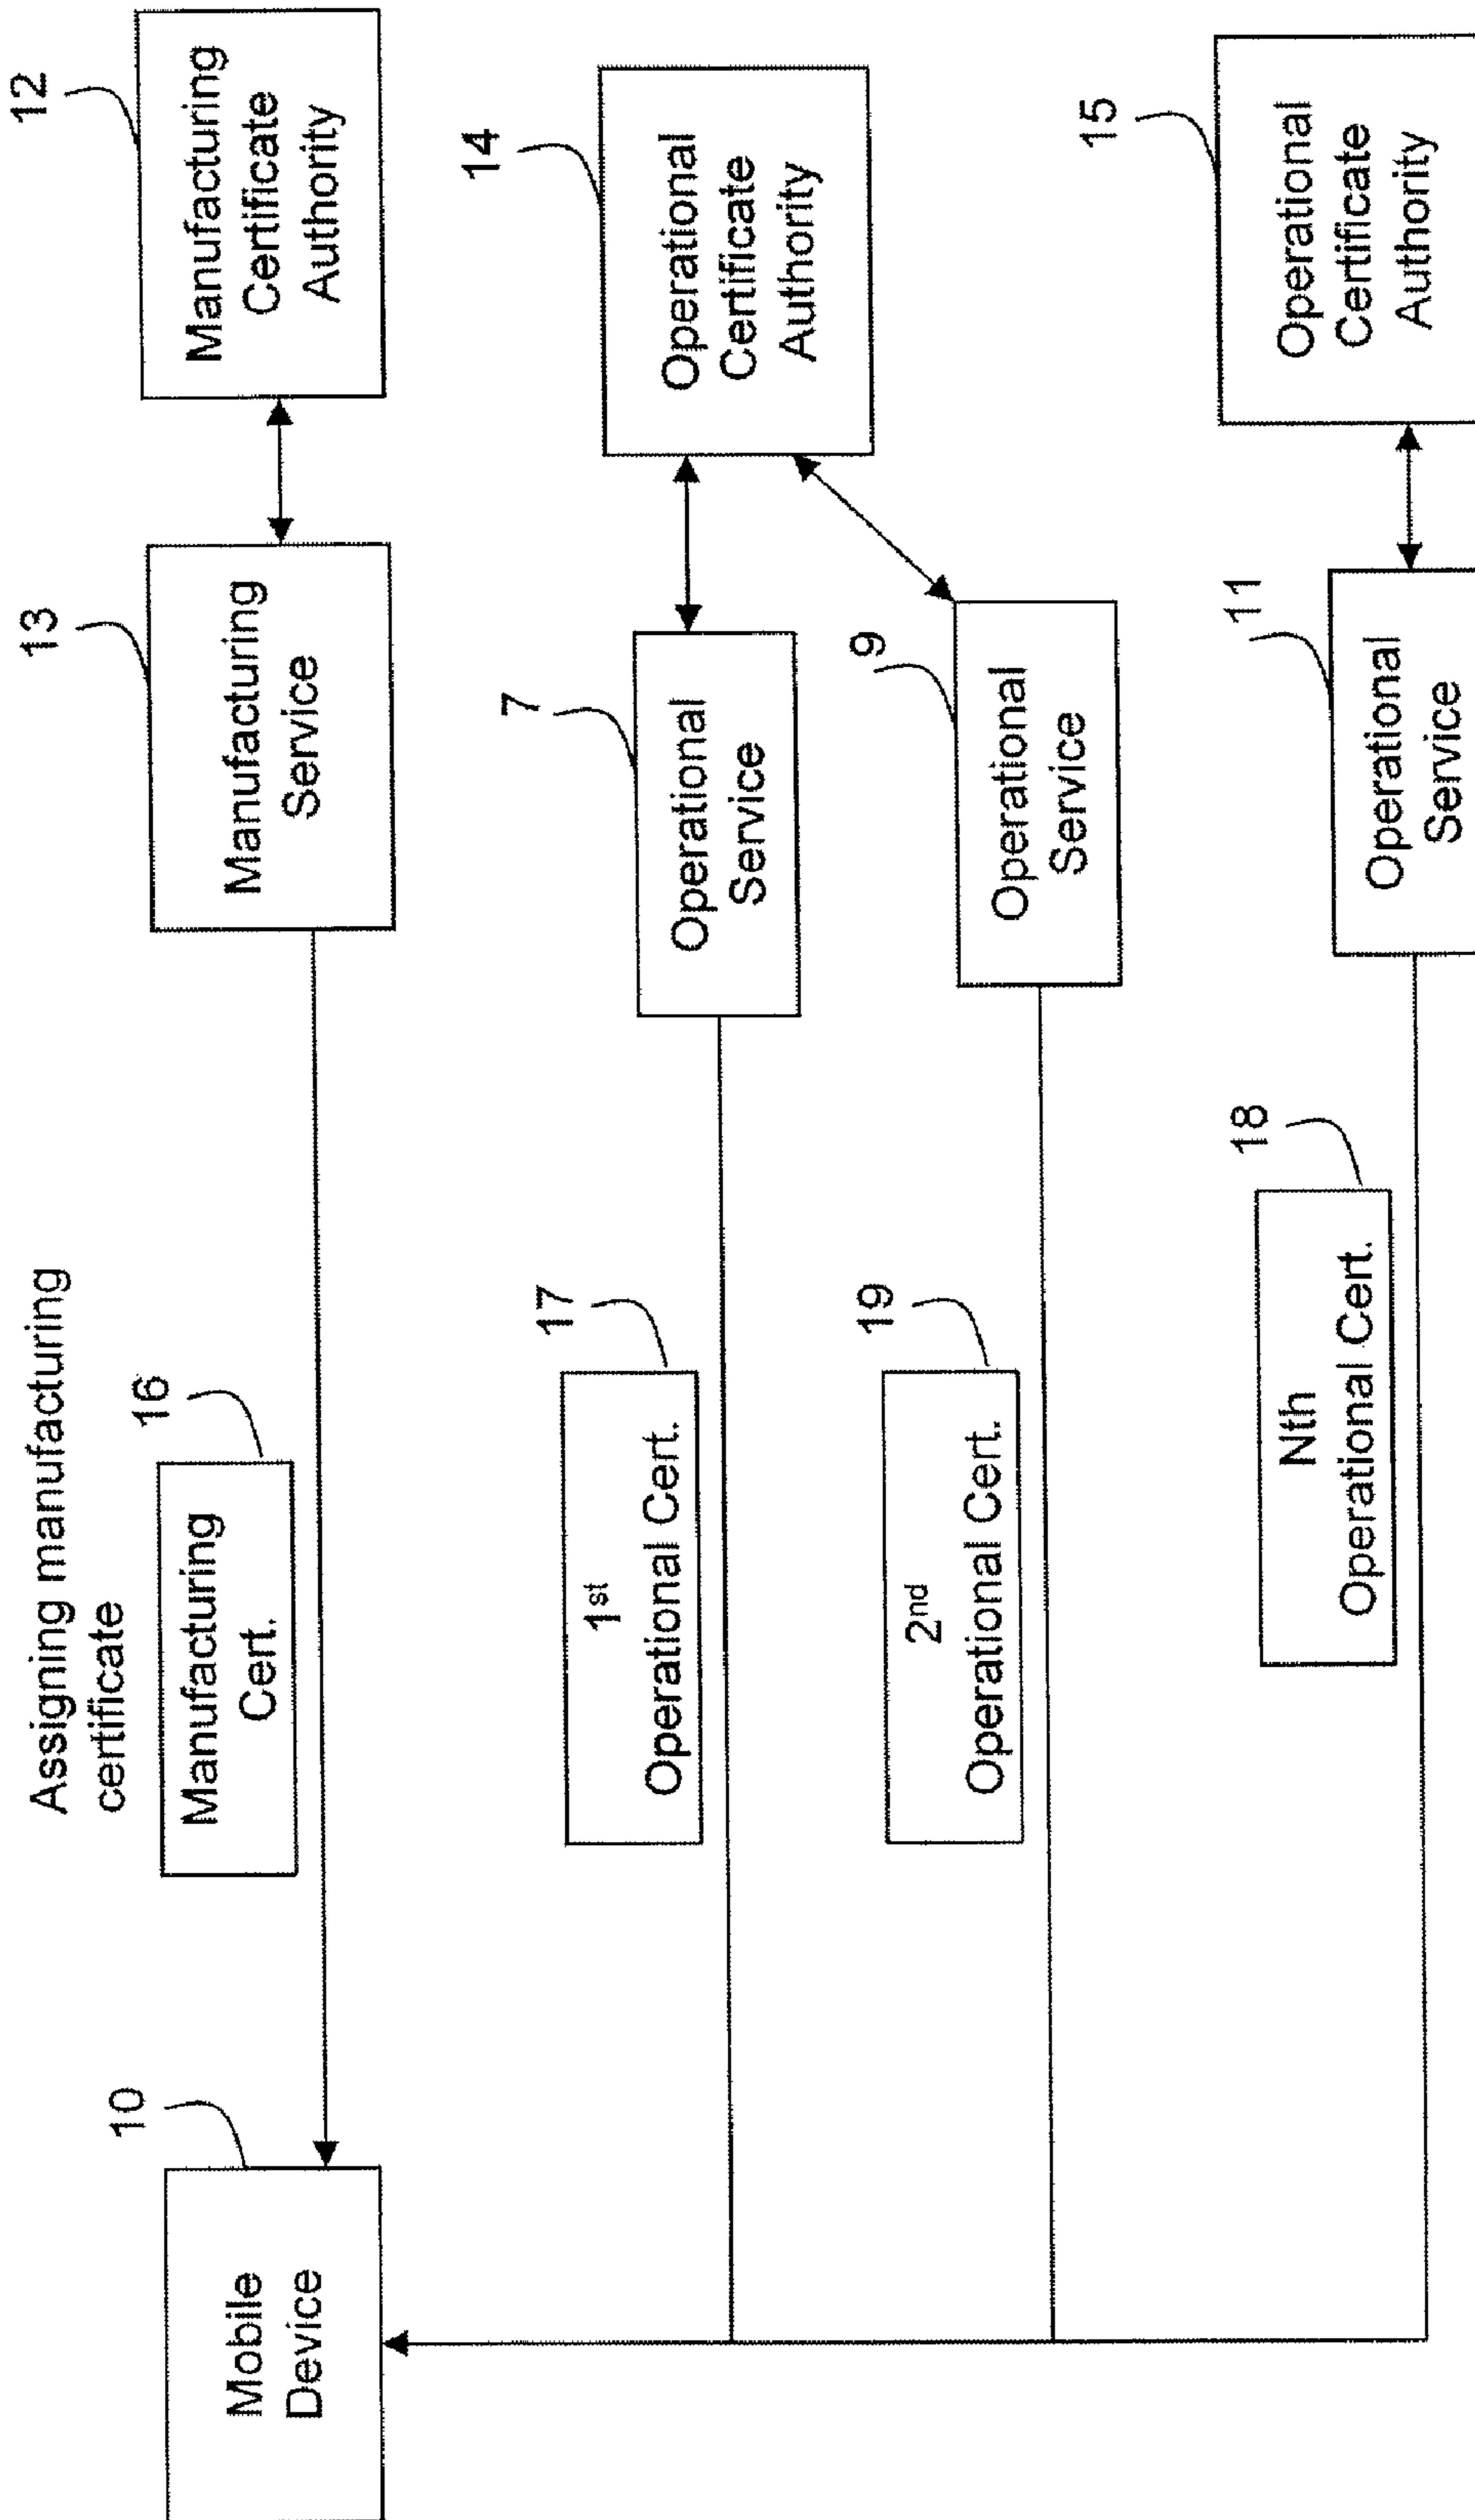 Assigning manufacturing
certificate
10
Mobile
Device
16
Manufacturing
Cert.
13
Manufacturing
Service
12
Manufacturing
Certificate
Authority
17
1st
Operational Cert.
7
Operational
Service
14
Operational
Certificate
Authority
19
2nd
Operational Cert.
9
Operational
Service
18
Nth
Operational Cert.
11
Operational
Service
15
Operational
Certificate
Authority